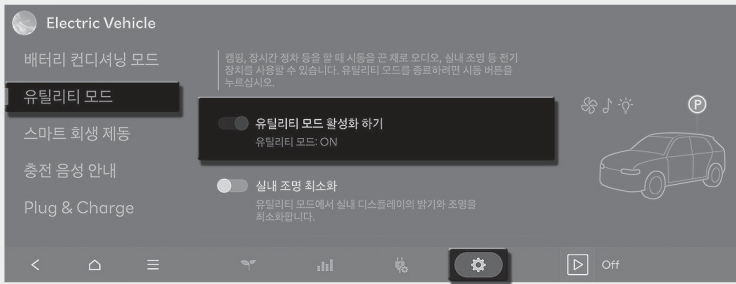 Electric Vehicle
배터리 컨디셔닝 모드
유틸리티 모드
스마트 회생 제동
충전 음성 안내
Plug & Charge
캠핑, 장시간 정차 등을 할 때 시동을 끈 채로 오디오, 실내 조명 등 전기
장치를 사용할 수 있습니다. 유틸리티 모드를 종료하려면 시동 버튼을
누르십시오.
유틸리티 모드 활성화 하기
유틸리티 모드: ON
실내 조명 최소화
유틸리티 모드에서 실내 디스플레이의 밝기와 조명을
최소화합니다.
P
Off